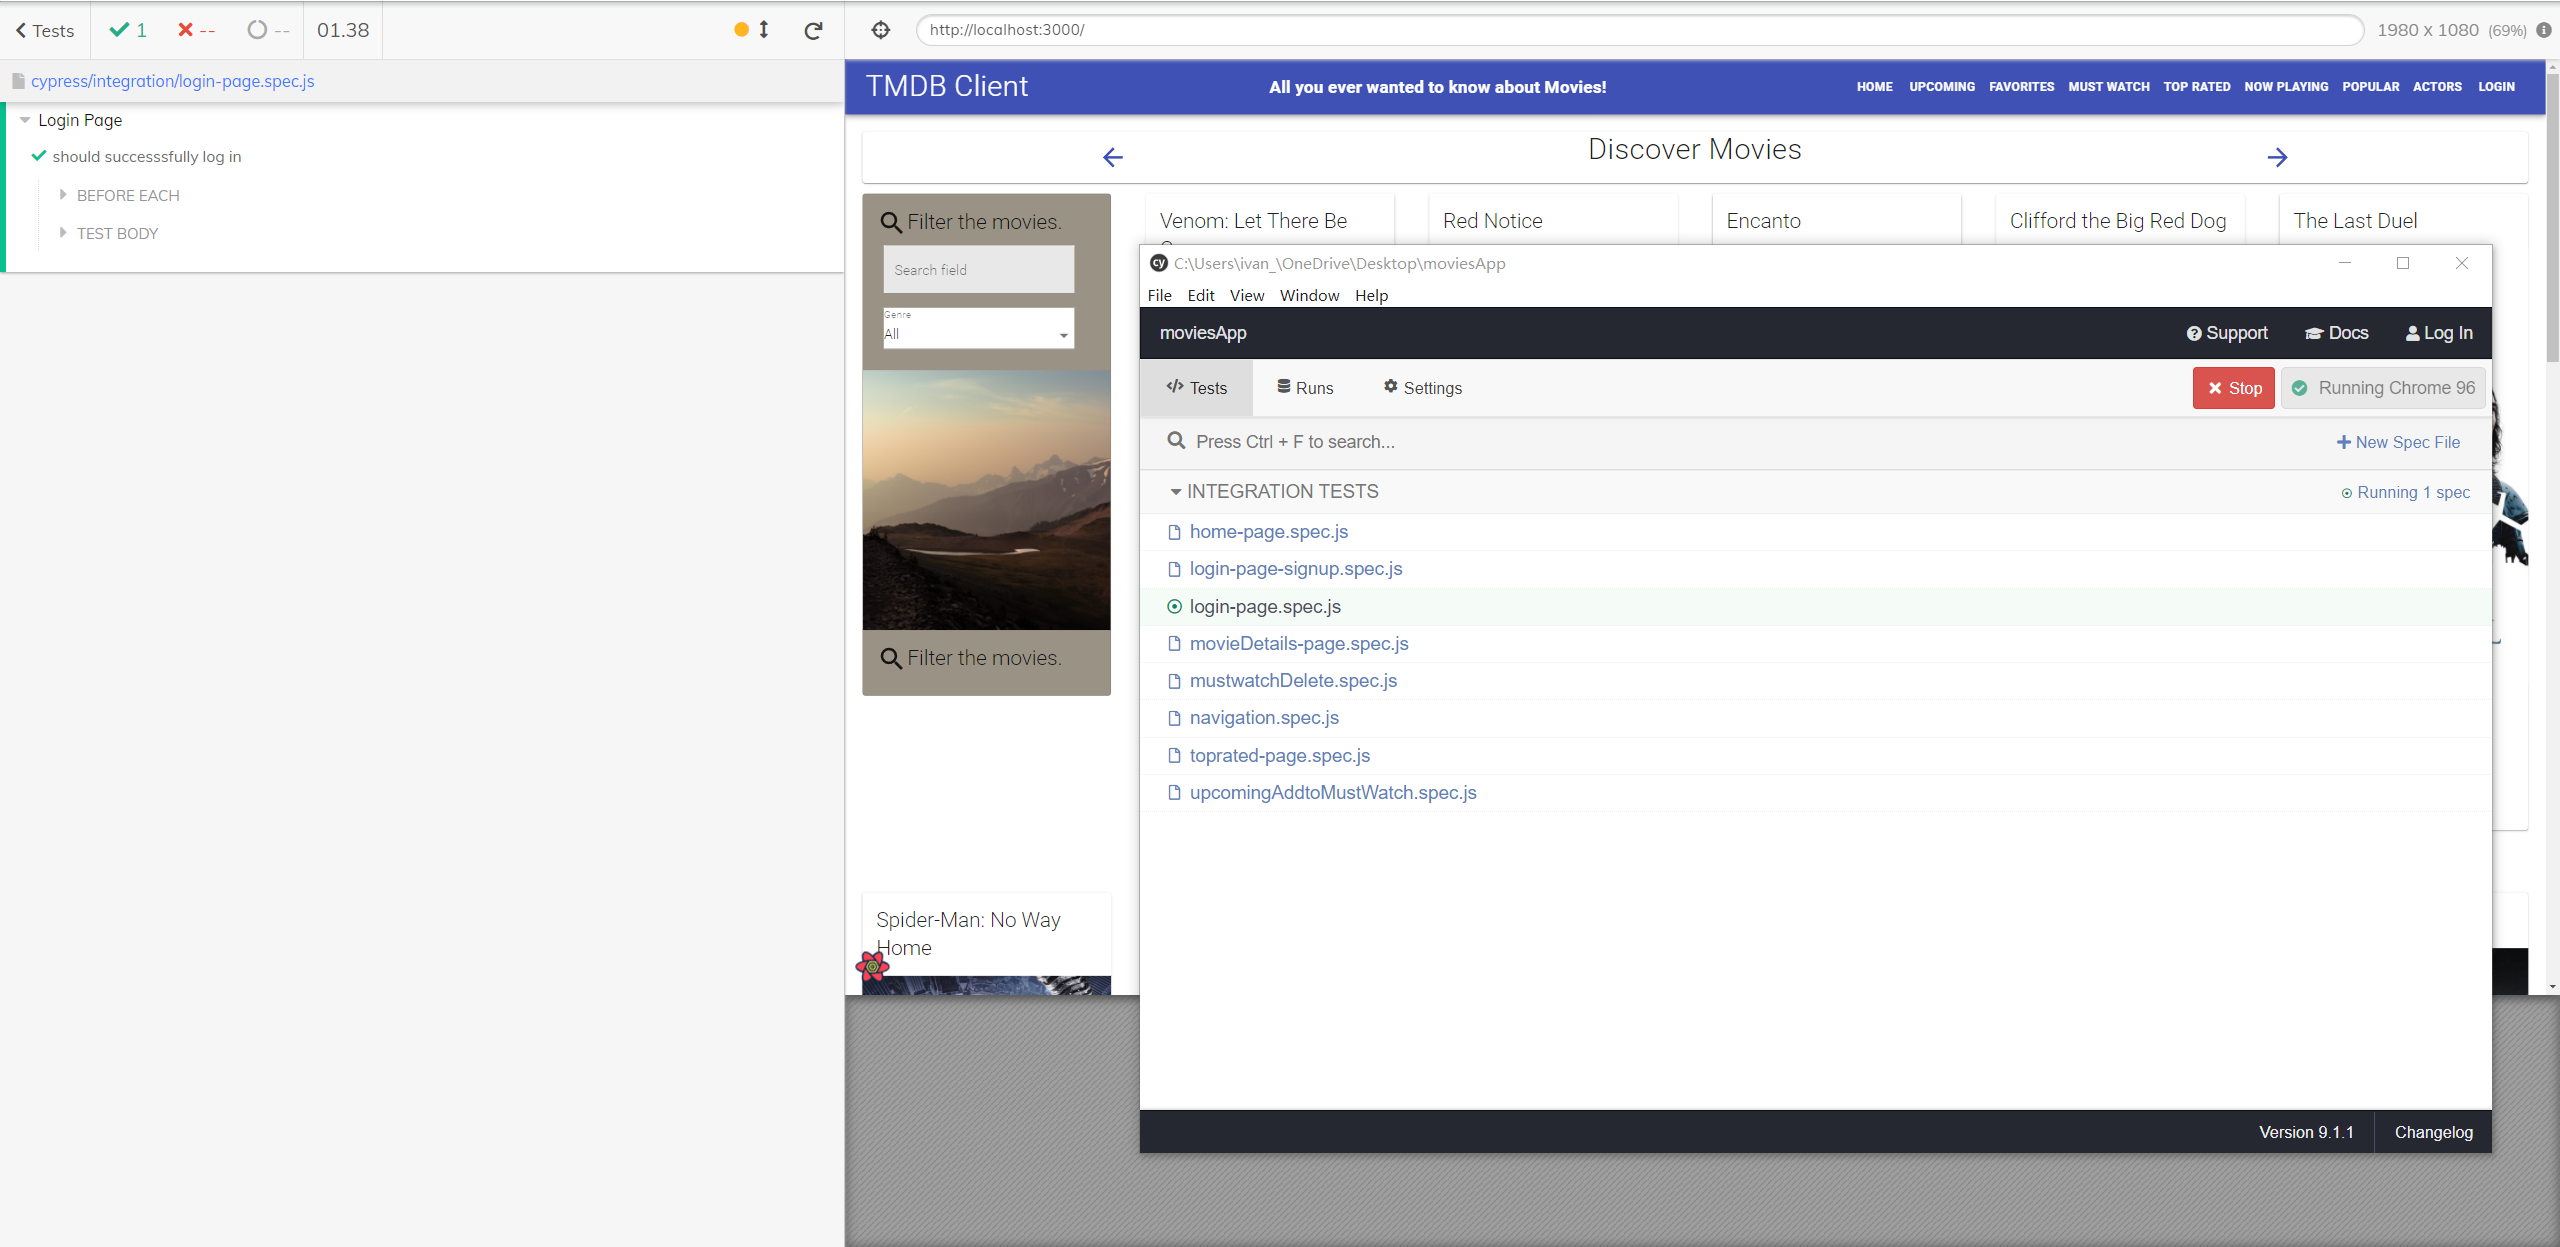 Tests
1
--
--
01.38
http://localhost:3000/
1980 x 1080 (69%)
cypress/integration/login-page.spec.js
Login Page
should successsfully log in
BEFORE EACH
TEST BODY
TMDB Client
All you ever wanted to know about Movies!
HOME UPCOMING FAVORITES MUST WATCH TOP RATED NOW PLAYING POPULAR ACTORS LOGIN
Discover Movies
Filter the movies.
Search field
Genre
All
Filter the movies.
Venom: Let There Be
Red Notice
Encanto
Clifford the Big Red Dog
The Last Duel
Spider-Man: No Way
Home
cy C:\Users\ivan_\OneDrive\Desktop\moviesApp
File Edit View Window Help
moviesApp
Support Docs Log In
Tests Runs Settings
Stop
Running Chrome 96
Press Ctrl + F to search...
New Spec File
INTEGRATION TESTS
Running 1 spec
home-page.spec.js
login-page-signup.spec.js
login-page.spec.js
movieDetails-page.spec.js
mustwatchDelete.spec.js
navigation.spec.js
toprated-page.spec.js
upcomingAddtoMustWatch.spec.js
Version 9.1.1
Changelog